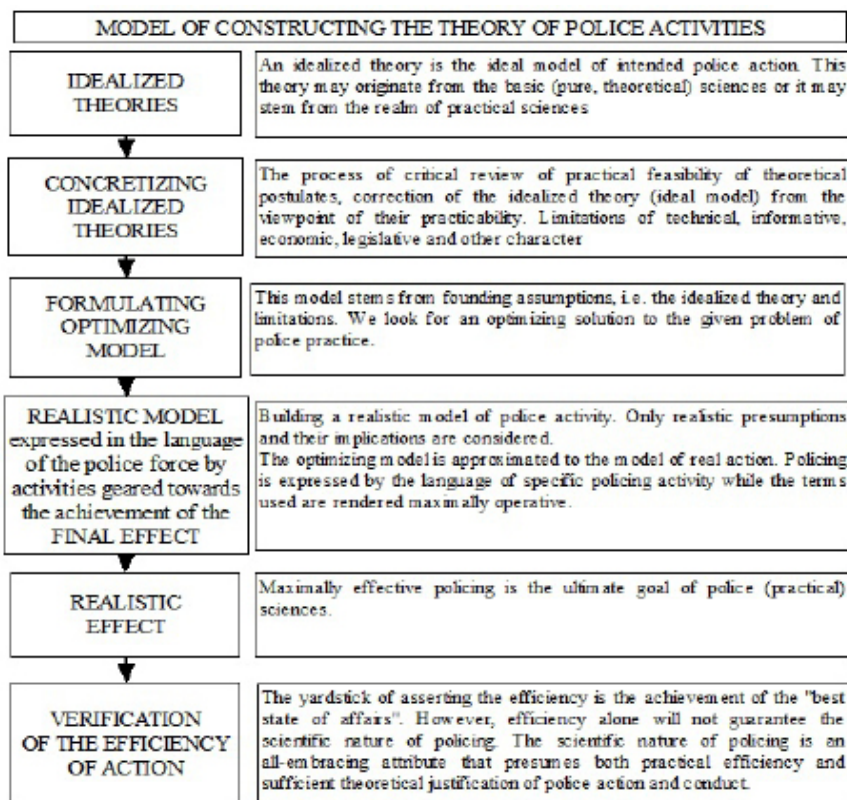 MODEL OF CONSTRUCTING THE THEORY OF POLICE ACTIVITIES
IDEALIZED
THEORIES
An idealized theory is the ideal model of intended police action. This
theory may originate from the basic (pure, theoretical) sciences or it may
stem from the realm of practical sciences
CONCRETIZING
IDEALIZED
THEORIES
The process of critical review of practical feasibility of theoretical
postulates, correction of the idealized theory (ideal model) from the
viewpoint of their practicability. Limitations of technical, informative,
economic, legislative and other character
FORMULATING
OPTIMIZING
MODEL
This model stems from founding assumptions, i.e. the idealized theory and
limitations. We look for an optimizing solution to the given problem of
police practice.
REALISTIC MODEL
expressed in the language
of the police force by
activities geared towards
the achievement of the
FINAL EFFECT
Building a realistic model of police activity. Only realistic presumptions
and their implications are considered.
The optimizing model is approximated to the model of real action. Policing
is expressed by the language of specific policing activity while the terms
used are rendered maximally operative.
REALISTIC
EFFECT
Maximally effective policing is the ultimate goal of police (practical)
sciences.
VERIFICATION
OF THE EFFICIENCY
OF ACTION
The yardstick of asserting the efficiency is the achievement of the "best
state of affairs". However, efficiency alone will not guarantee the
scientific nature of policing. The scientific nature of policing is an
all-embracing attribute that presumes both practical efficiency and
sufficient theoretical justification of police action and conduct.